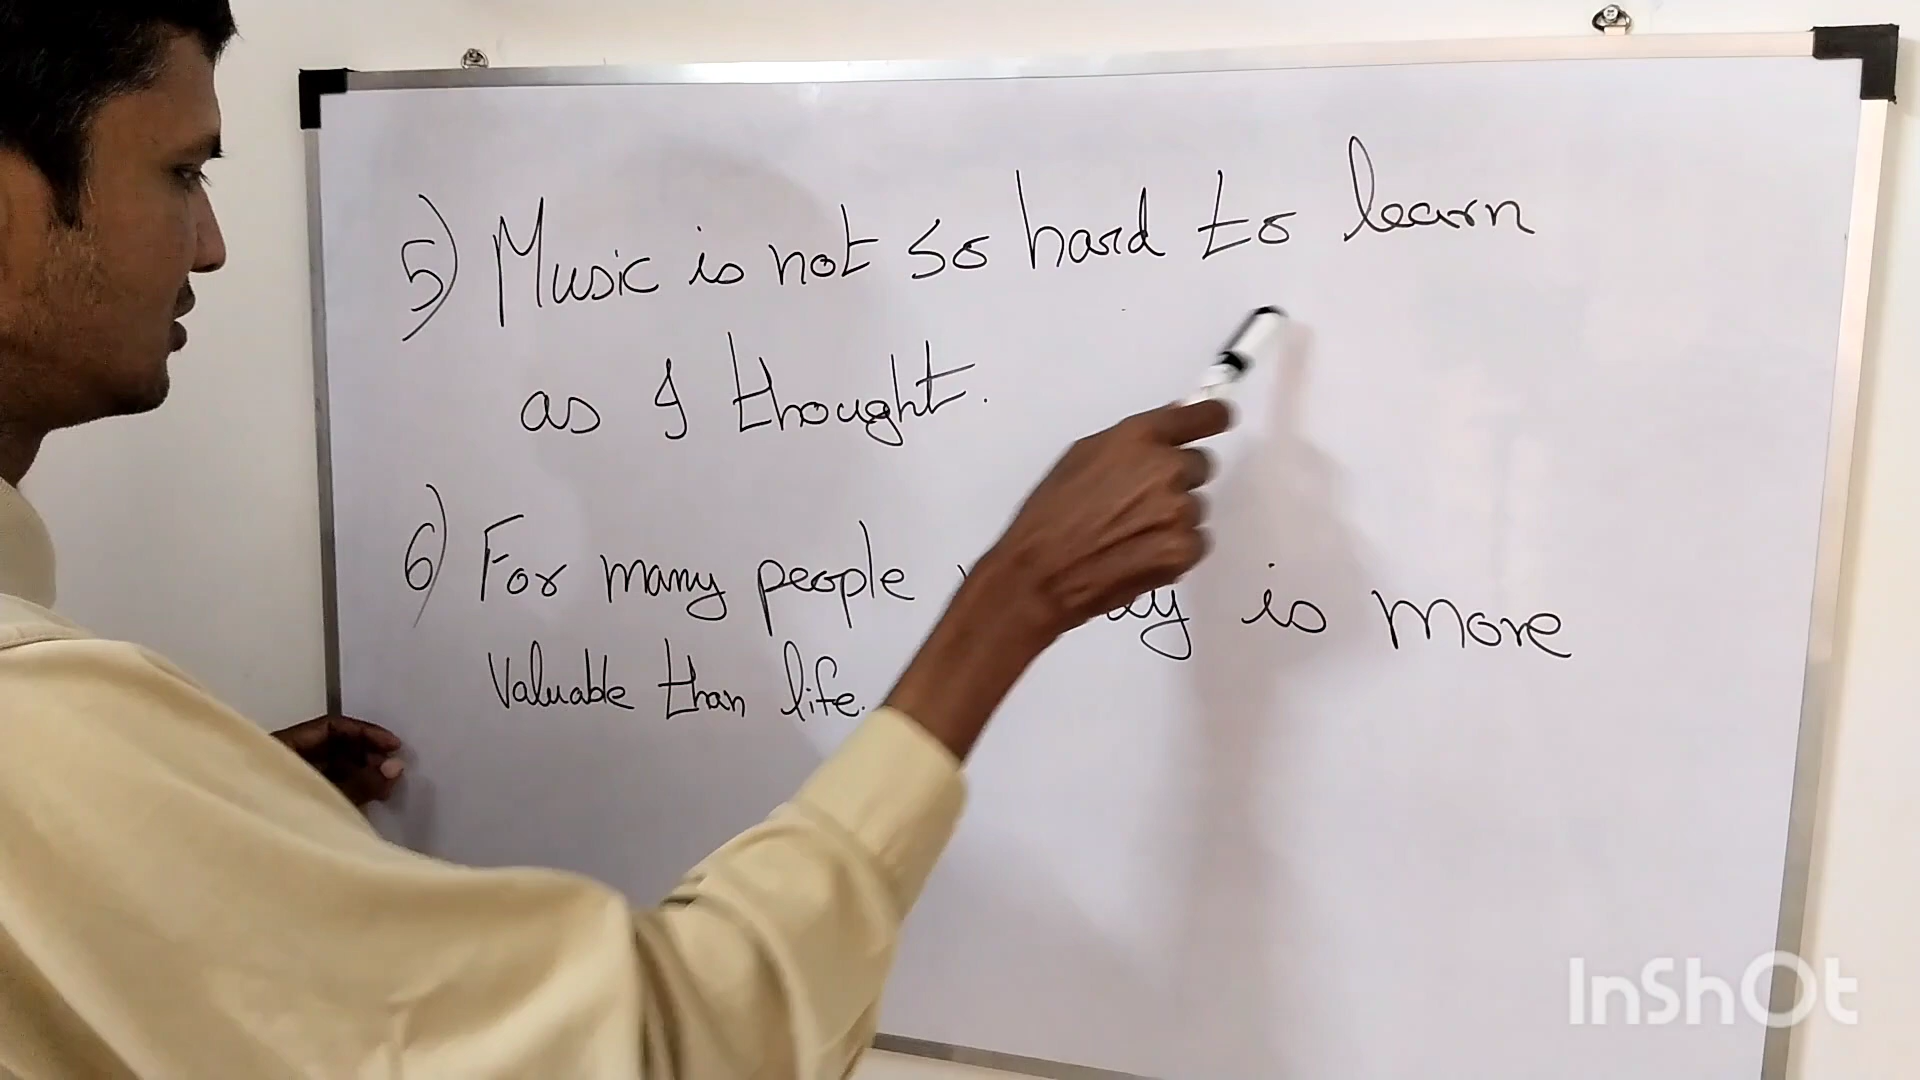 5) Music is not so hard to learn
as I thought.
6) For many people is more
Valuable than life.
InShOt